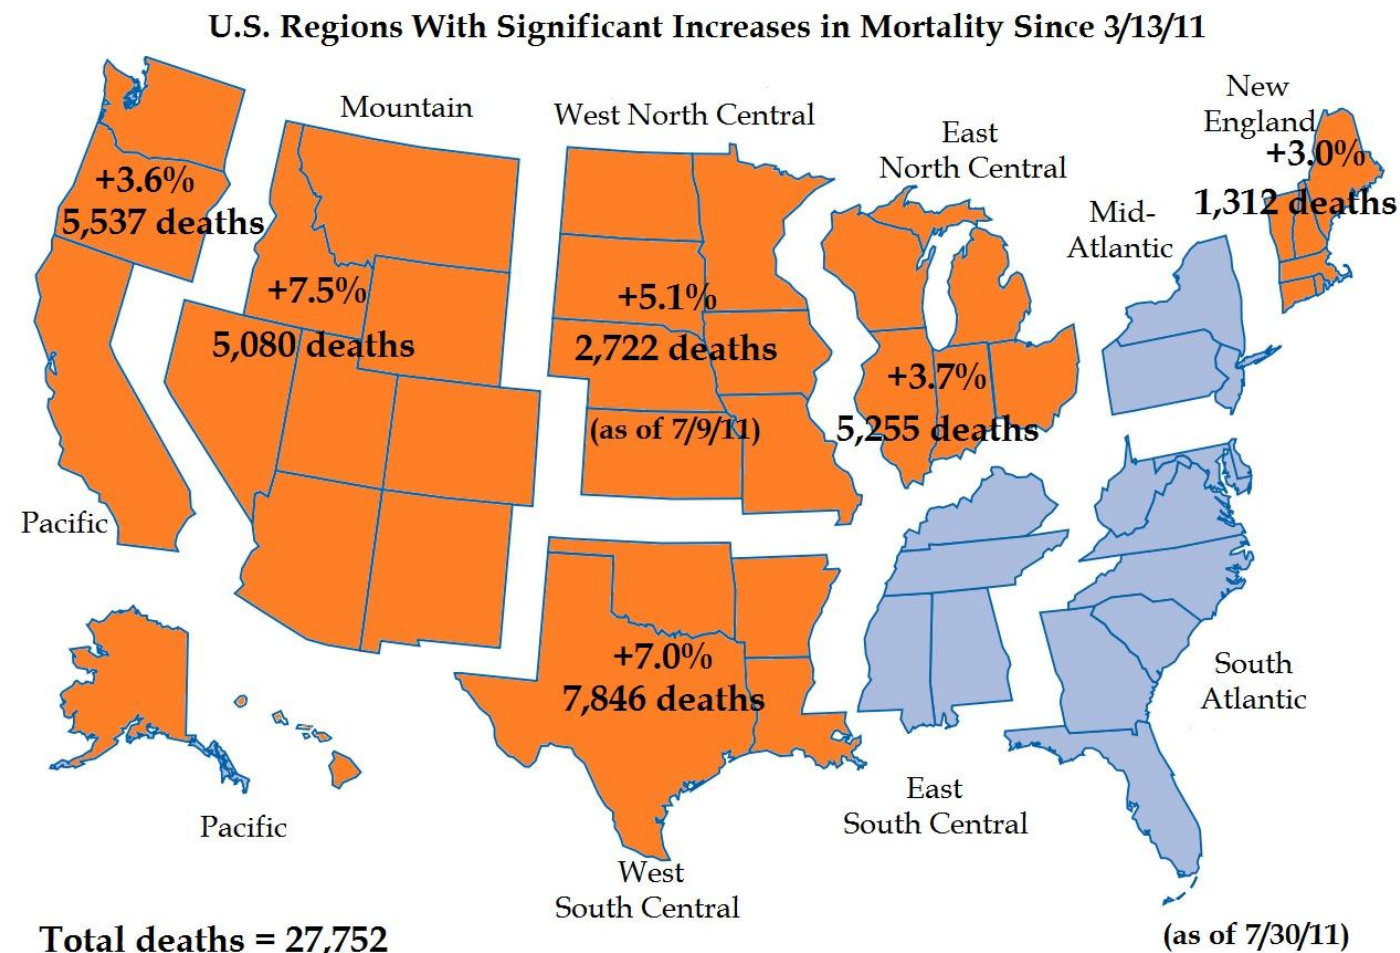 U.S. Regions With Significant Increases in Mortality Since 3/13/11
Mountain
West North Central
East
North Central
New
England
+3.0%
1,312 deaths
+3.6%
5,537 deaths
Mid-
Atlantic
+7.5%
5,080 deaths
+5.1%
2,722 deaths
(as of 7/9/11)
+3.7%
5,255 deaths
Pacific
+7.0%
7,846 deaths
South
Atlantic
Pacific
East
South Central
West
South Central
Total deaths = 27,752
(as of 7/30/11)